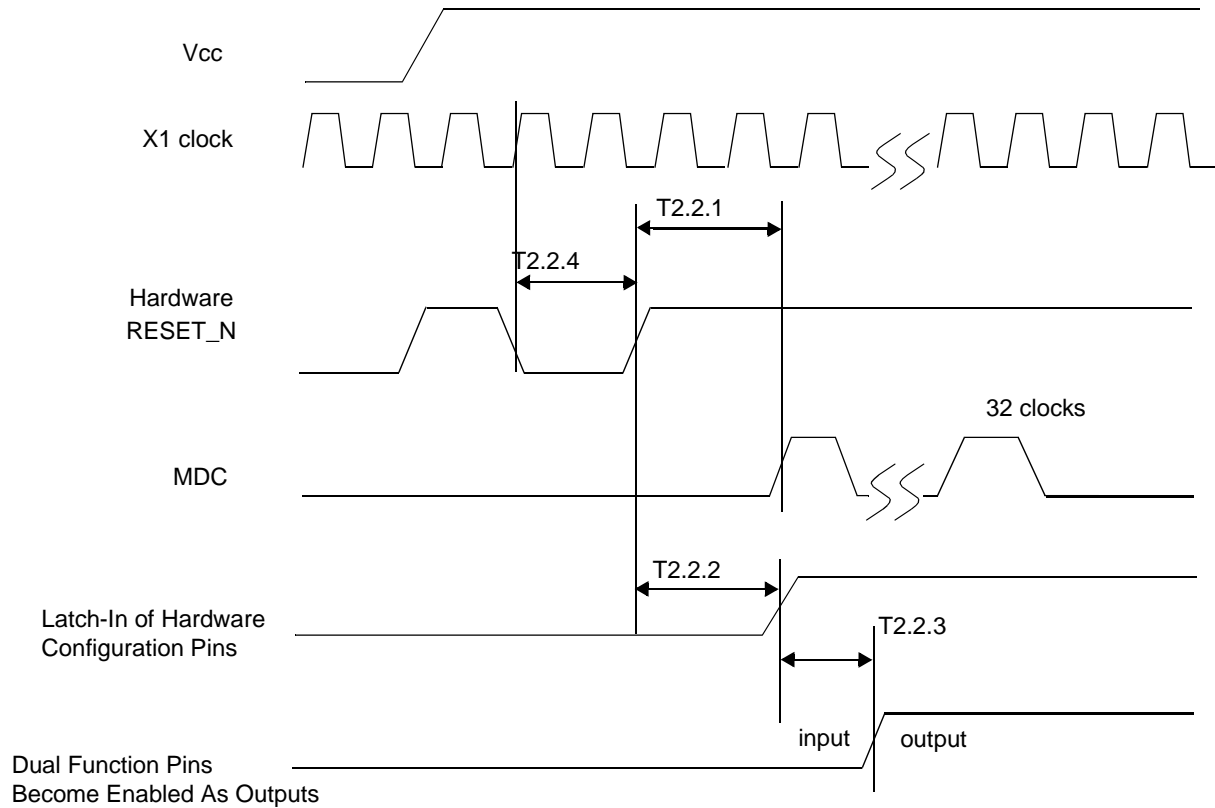 Vcc
X1 clock
T2.2.1
T2.2.4
Hardware
RESET_N
32 clocks
MDC
T2.2.2
Latch-In of Hardware
Configuration Pins
T2.2.3
input
output
Dual Function Pins
Become Enabled As Outputs